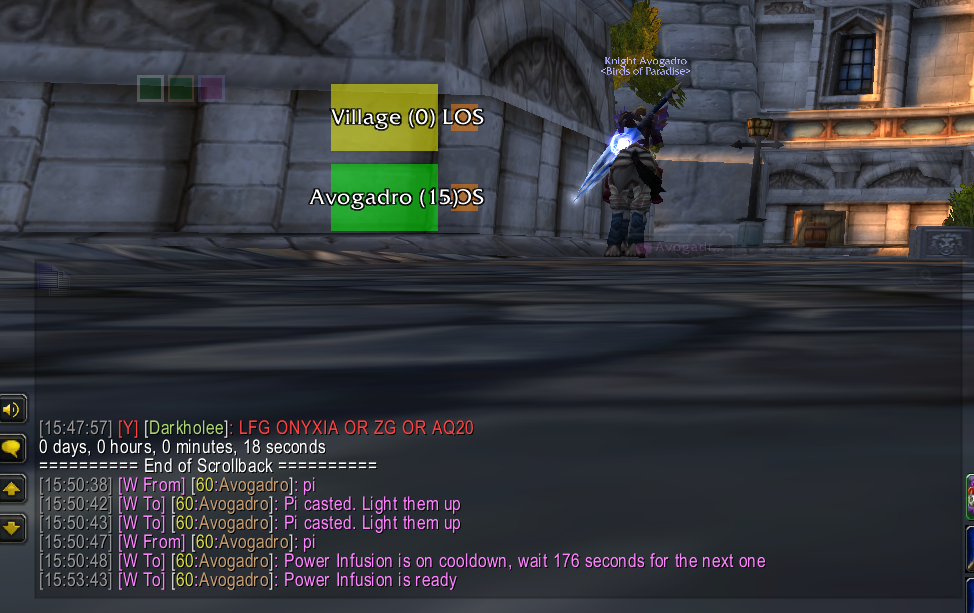 Knight Avogadro
<Birds of Paradise>
Village (0) LOS
Avogadro (15) OS
Avogadro
[15:47:57] [Y] [Darkholee]: LFG ONYXIA OR ZG OR AQ20
0 days, 0 hours, 0 minutes, 18 seconds
========== End of Scrollback ==========
[15:50:38] [W From] [60:Avogadro]: pi
[15:50:42] [W To] [60:Avogadro]: Pi casted. Light them up
[15:50:43] [W To] [60:Avogadro]: Pi casted. Light them up
[15:50:47] [W From] [60:Avogadro]: pi
[15:50:48] [W To] [60:Avogadro]: Power Infusion is on cooldown, wait 176 seconds for the next one
[15:53:43] [W To] [60:Avogadro]: Power Infusion is ready